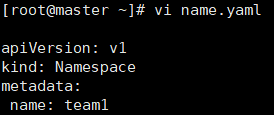 [root@master ~]# vi name.yaml
apiVersion: v1
kind: Namespace
metadata:
 name: team1